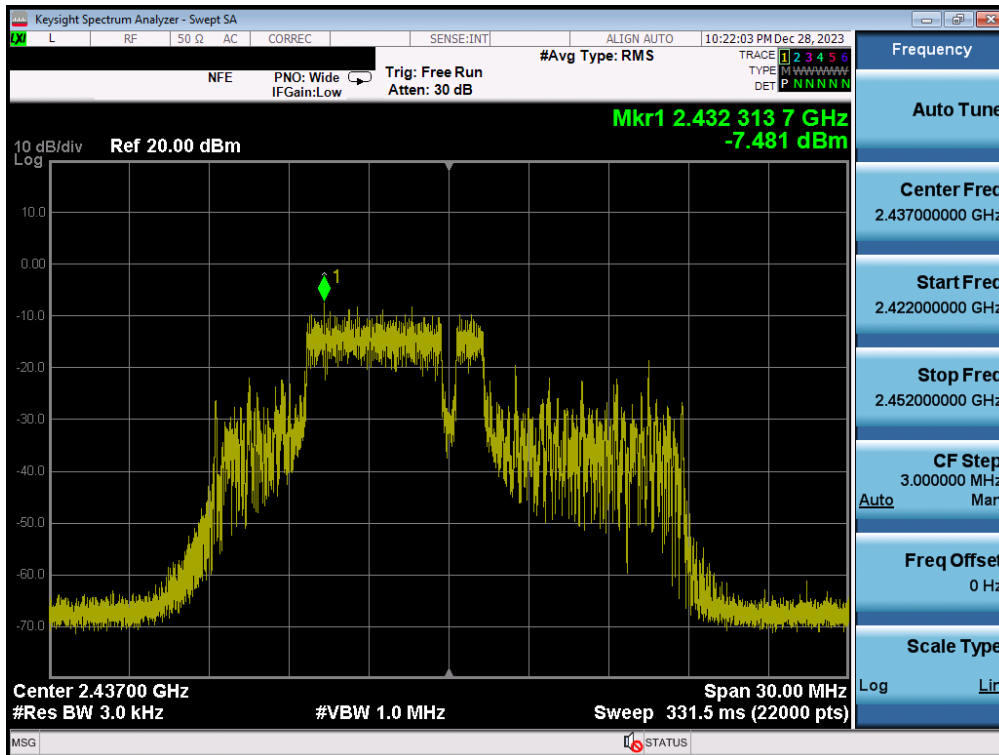 Keysight Spectrum Analyzer - Swept SA
LXI L RF 50 Ω AC CORREC SENSE:INT ALIGN AUTO 10:22:03 PM Dec 28, 2023
#Avg Type: RMS
TRACE 1 2 3 4 5 6
TYPE M W W W W W
DET P N N N N N
NFE
PNO: Wide
IFGain:Low
Trig: Free Run
Atten: 30 dB
Mkr1 2.432 313 7 GHz
-7.481 dBm
10 dB/div
Log
Ref 20.00 dBm
10.0
0.00
-10.0
-20.0
-30.0
-40.0
-50.0
-60.0
-70.0
1
Center 2.43700 GHz
Span 30.00 MHz
#Res BW 3.0 kHz
#VBW 1.0 MHz
Sweep 331.5 ms (22000 pts)
MSG
STATUS
Frequency
Auto Tune
Center Freq
2.437000000 GHz
Start Freq
2.422000000 GHz
Stop Freq
2.452000000 GHz
CF Step
3.000000 MHz
Auto Man
Freq Offset
0 Hz
Scale Type
Log Lin